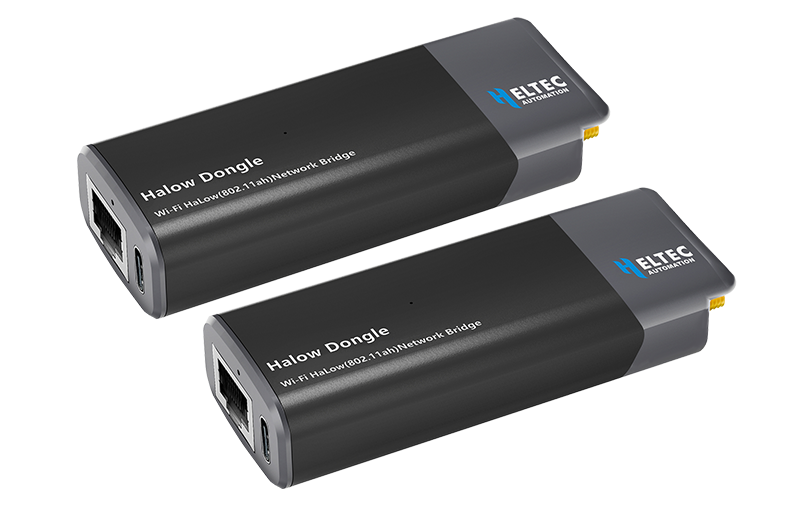 HELTEC
AUTOMATION
Halow Dongle
Wi-Fi HaLow(802.11ah)Network Bridge
HELTEC
AUTOMATION
Halow Dongle
Wi-Fi HaLow(802.11ah)Network Bridge